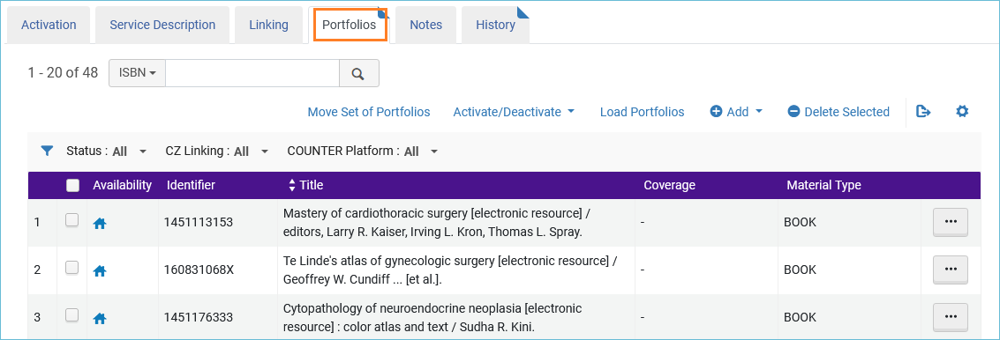 Activation Service Description Linking Portfolios Notes History
1 - 20 of 48 ISBN
Move Set of Portfolios Activate/Deactivate Load Portfolios Add Delete Selected
Status : All CZ Linking : All COUNTER Platform : All
Availability Identifier Title Coverage Material Type
1 1451113153 Mastery of cardiothoracic surgery [electronic resource] / - BOOK
editors, Larry R. Kaiser, Irving L. Kron, Thomas L. Spray.
2 160831068X Te Linde's atlas of gynecologic surgery [electronic resource] / - BOOK
Geoffrey W. Cundiff ... [et al.].
3 1451176333 Cytopathology of neuroendocrine neoplasia [electronic - BOOK
resource] : color atlas and text / Sudha R. Kini.